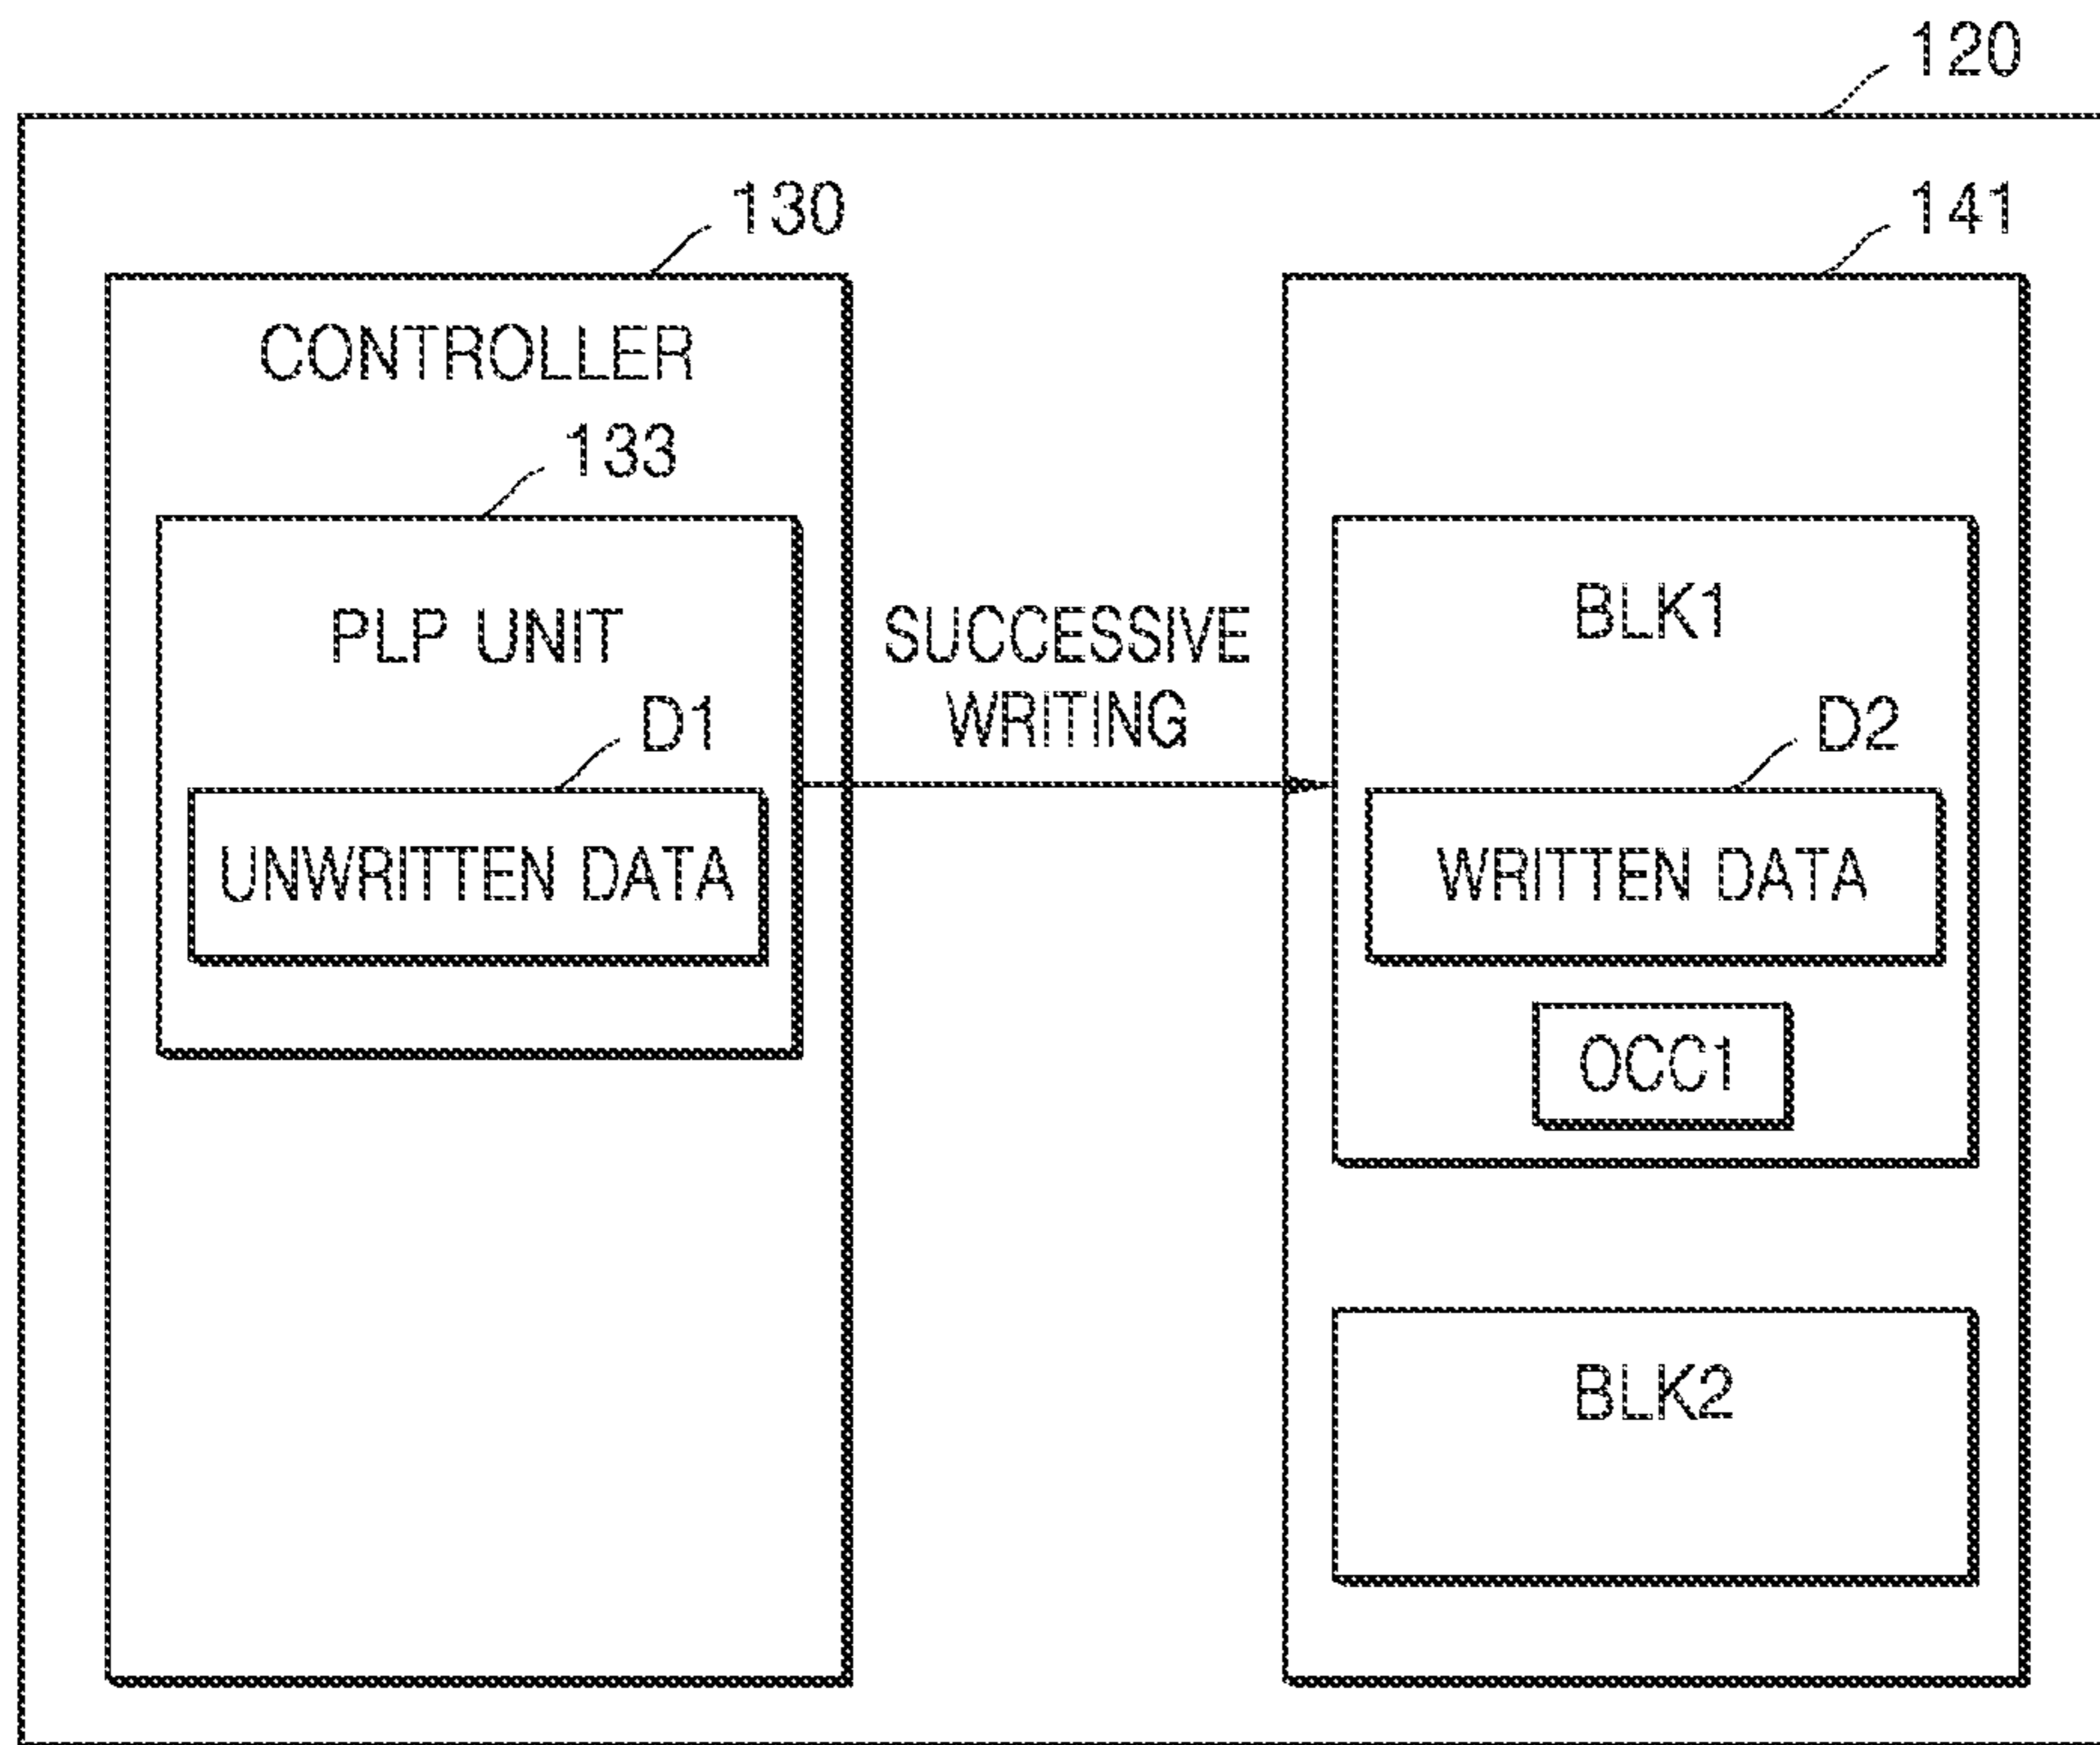 120
130
141
CONTROLLER
133
PLP UNIT
SUCCESSIVE
WRITING
BLK1
D1
D2
UNWRITTEN DATA
WRITTEN DATA
OCC1
BLK2